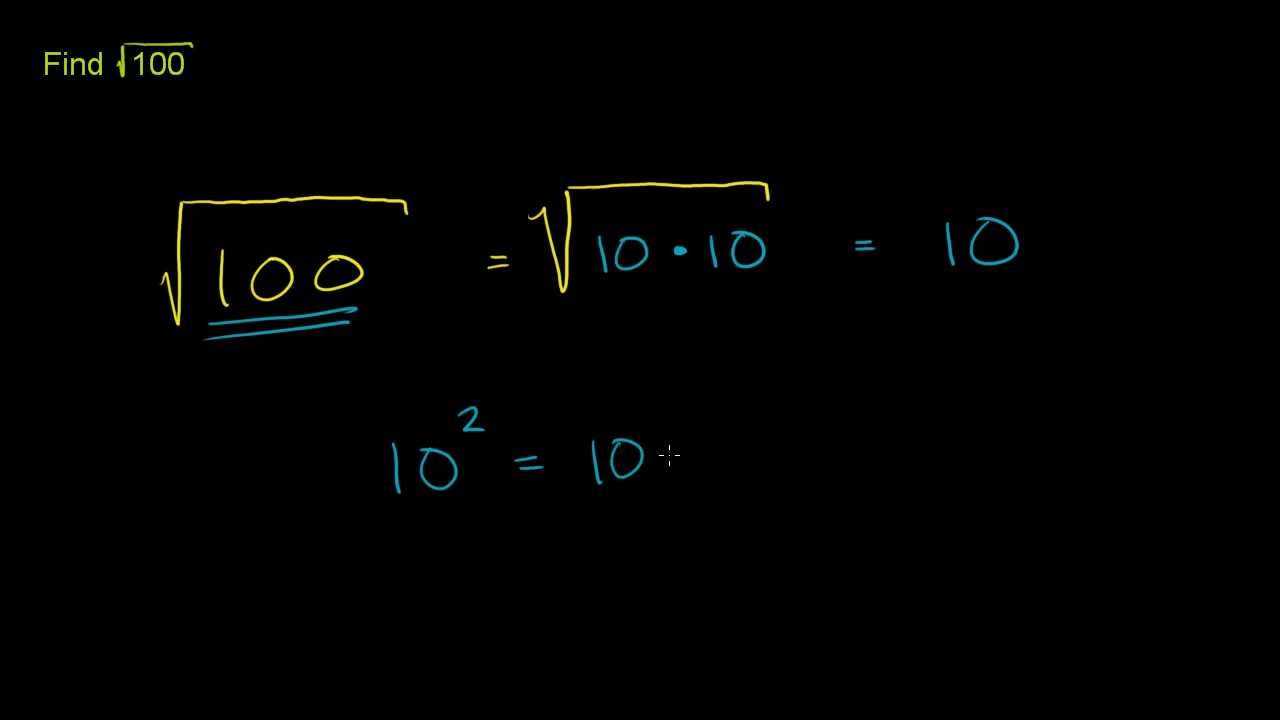 Find √100
√100 = √10·10 = 10
10² = 10